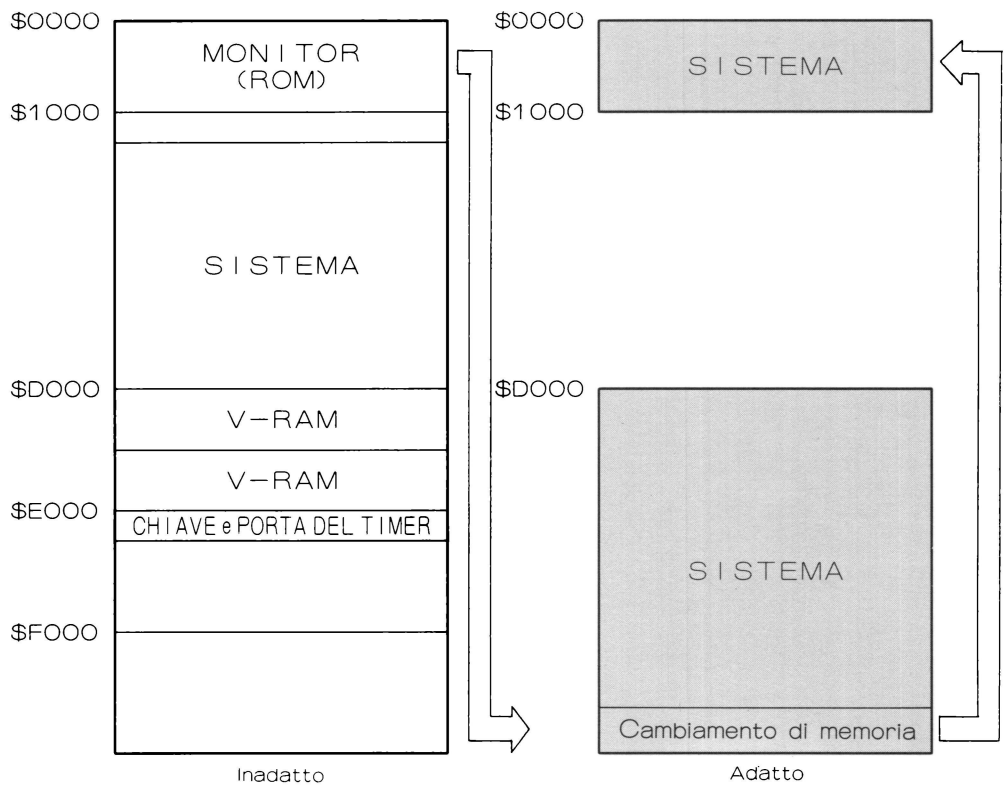 $0000
MONITOR
(ROM)
$1000
SISTEMA
$D000
V-RAM
V-RAM
$E000
CHIAVE e PORTA DEL TIMER
$F000
Inadatto
$0000
SISTEMA
$1000
$D000
SISTEMA
Cambiamento di memoria
Adatto